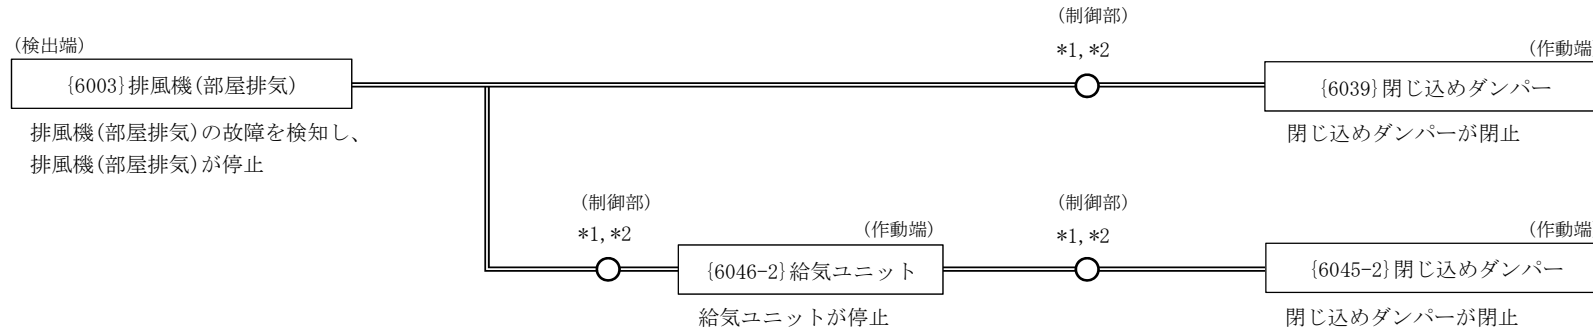 (制御部)
(検出端)
*1,*2
(作動端
{6003}排風機(部屋排気)
{6039}閉じ込めダンパー
排風機(部屋排気)の故障を検知し、
排風機(部屋排気)が停止
閉じ込めダンパーが閉止
(制御部)
*1,*2
(作動端)
(制御部)
*1,*2
(作動端
{6046-2}給気ユニット
{6045-2}閉じ込めダンパー
給気ユニットが停止
閉じ込めダンパーが閉止